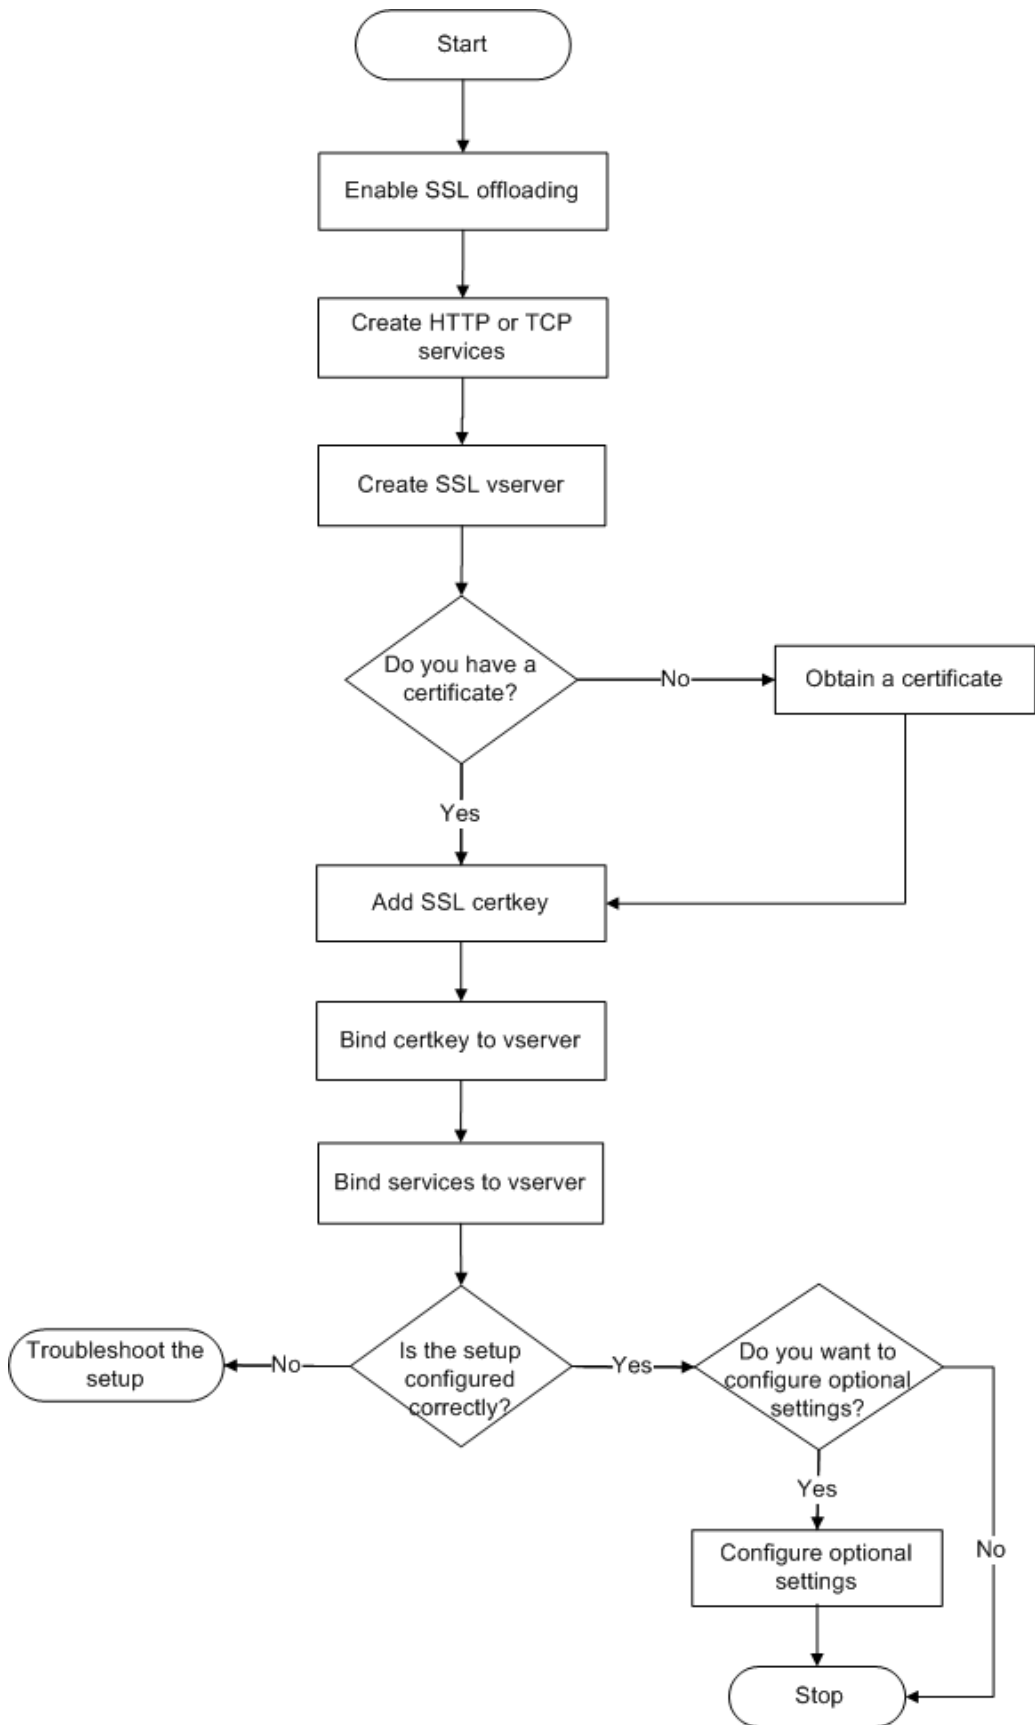 Start
Enable SSL offloading
Create HTTP or TCP
services
Create SSL vserver
Do you have a
certificate?
No
Obtain a certificate
Yes
Add SSL certkey
Bind certkey to vserver
Bind services to vserver
Troubleshoot the
setup
No
Is the setup
configured
correctly?
Yes
Do you want to
configure optional
settings?
Yes
Configure optional
settings
No
Stop